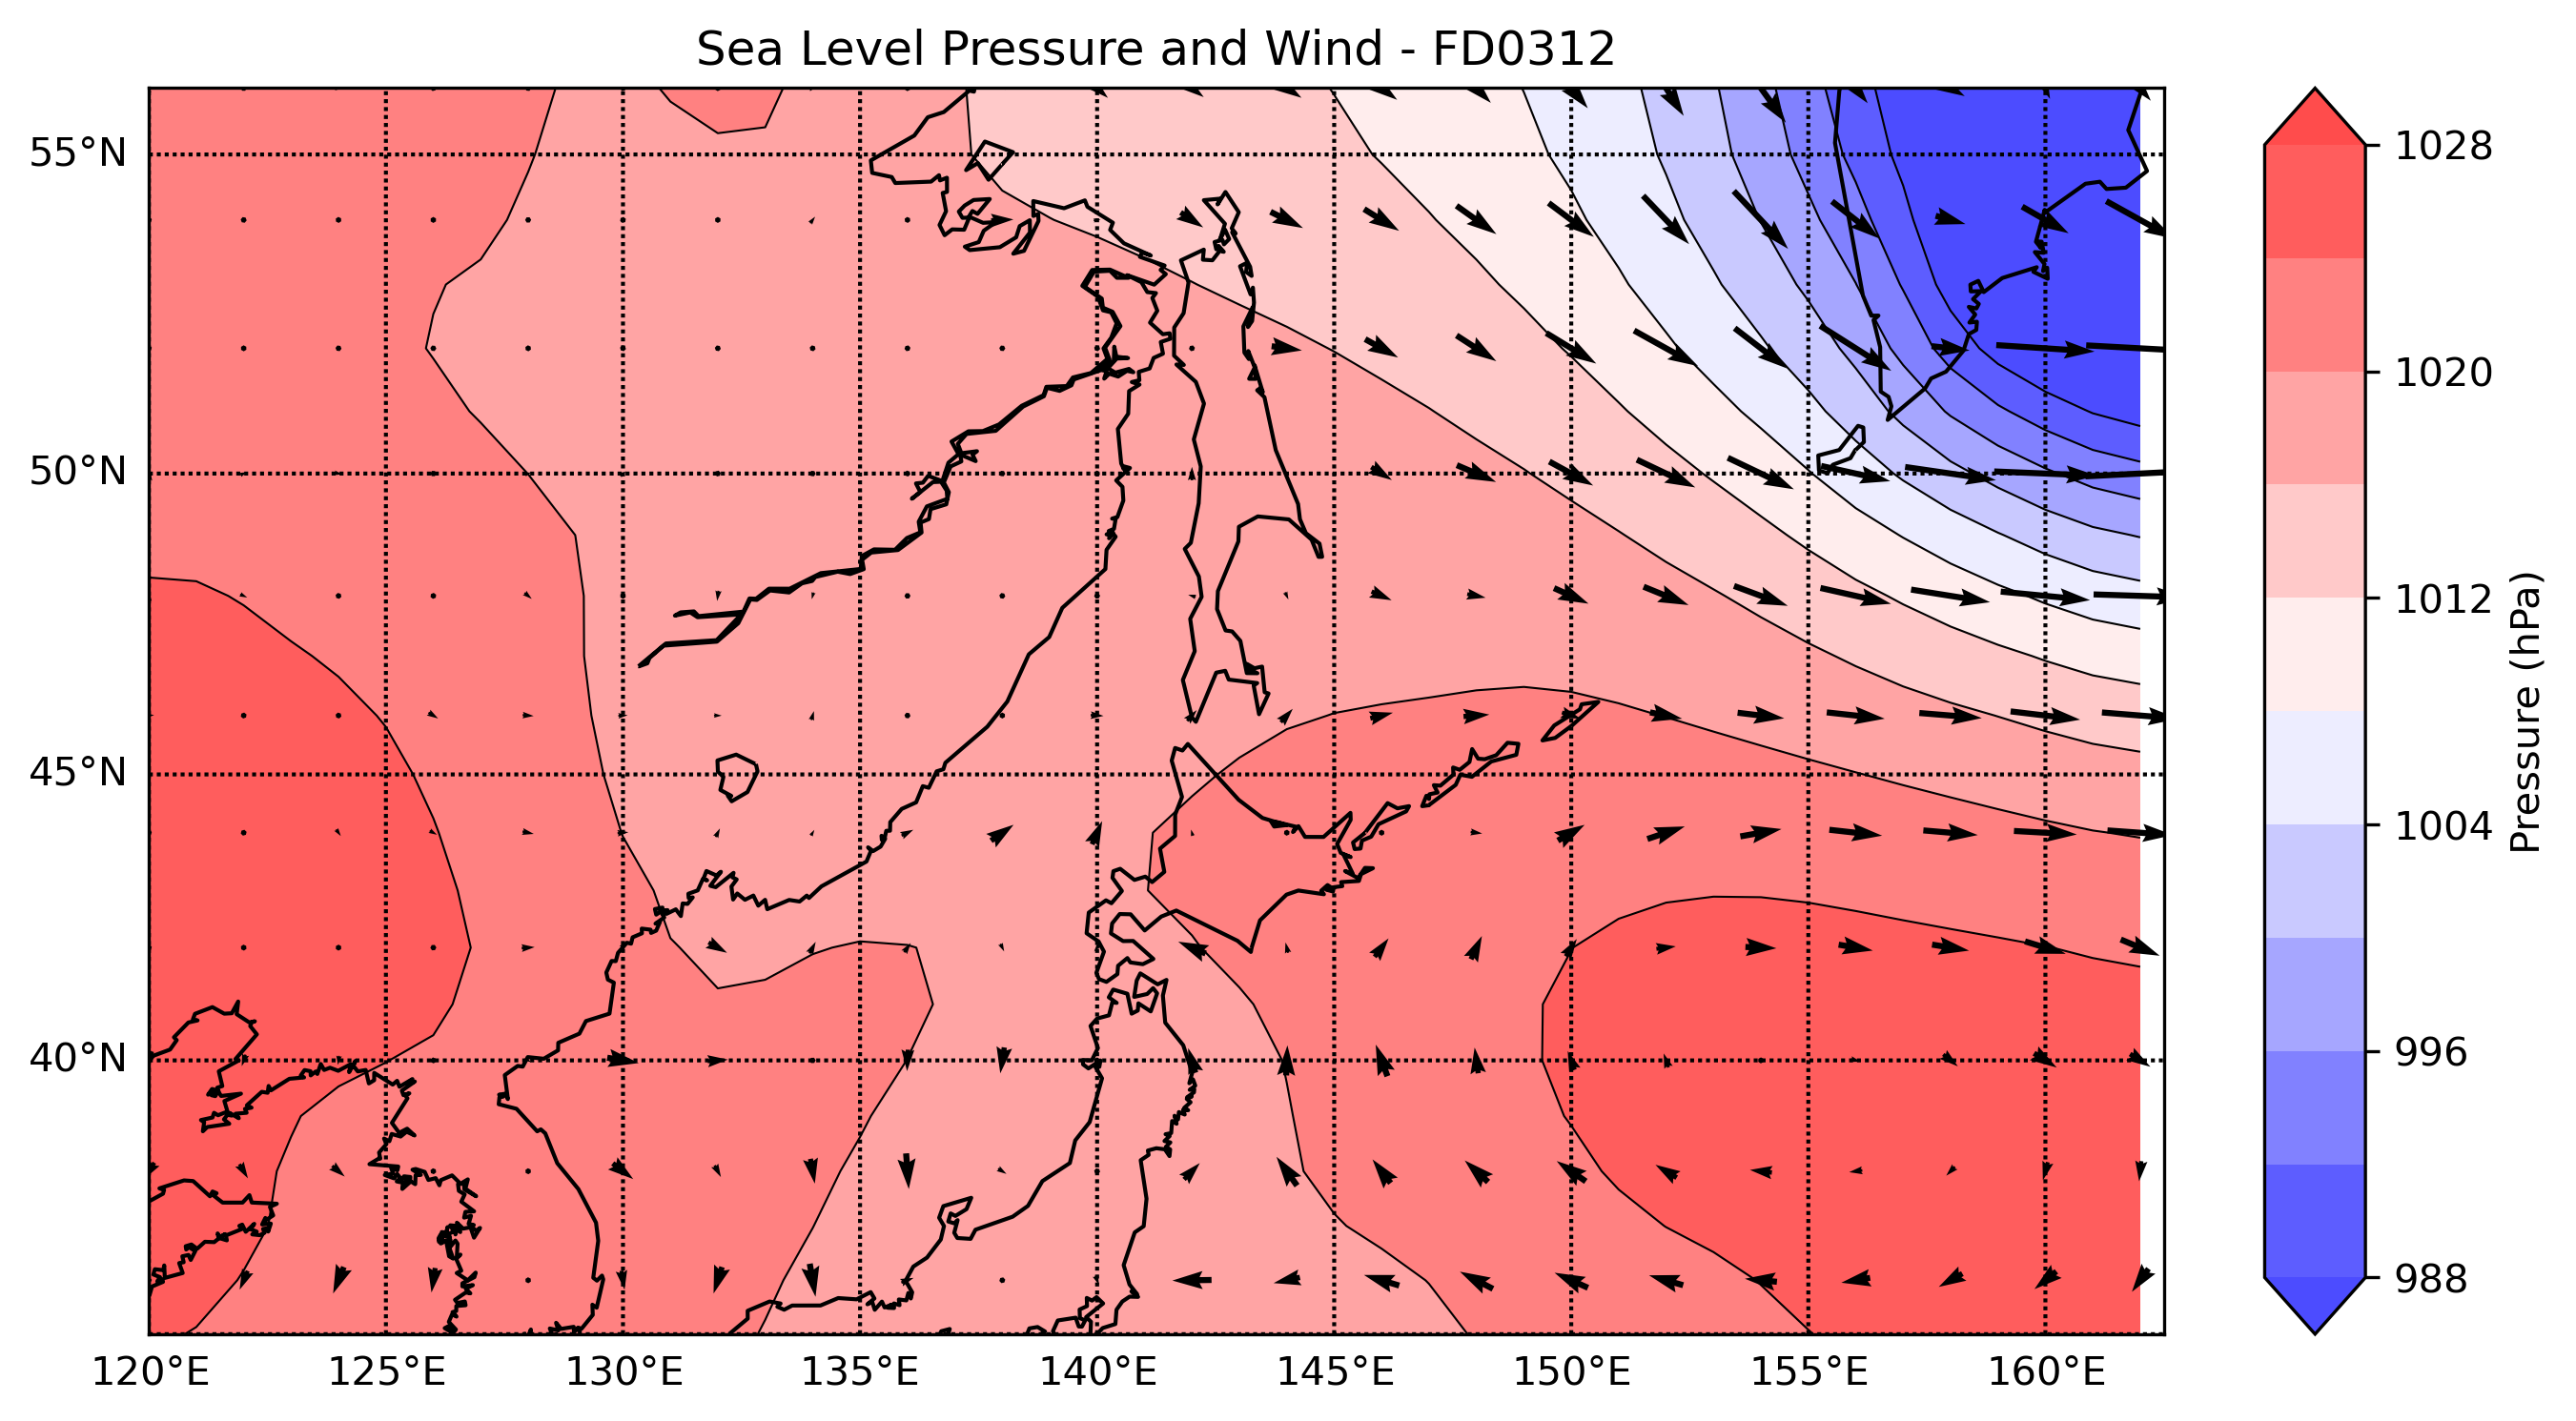 Sea Level Pressure and Wind - FD0312
55°N
50°N
45°N
40°N
120°E
125°E
130°E
135°E
140°E
145°E
150°E
155°E
160°E
1028
1020
1012
1004
996
988
Pressure (hPa)